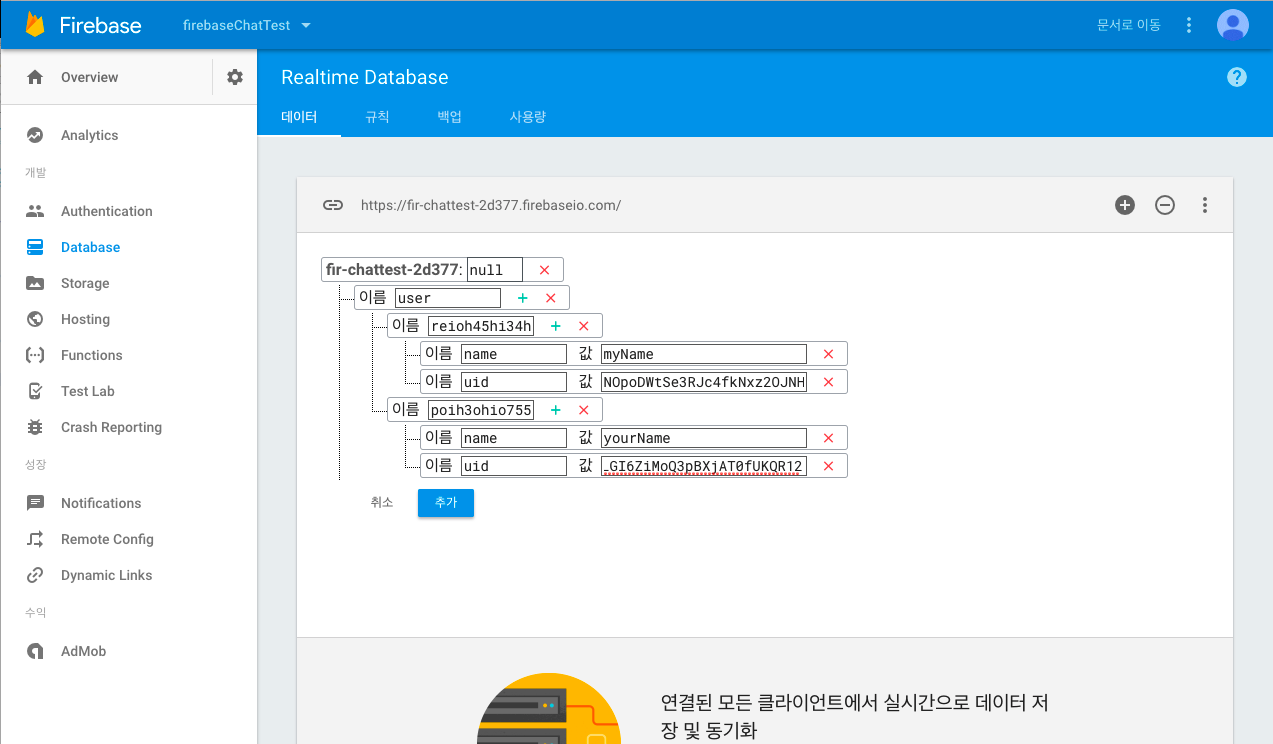 Firebase firebaseChatTest 문서로 이동
Overview
Realtime Database
데이터 규칙 백업 사용량
Analytics
개발
Authentication
Database
Storage
Hosting
Functions
Test Lab
Crash Reporting
성장
Notifications
Remote Config
Dynamic Links
수익
AdMob
https://fir-chattest-2d377.firebaseio.com/
fir-chattest-2d377: null
이름 user
이름 reioh45hi34h
이름 name 값 myName
이름 uid 값 NOpoDWtSe3RJc4fkNxz2OJNH
이름 poih3ohio755
이름 name 값 yourName
이름 uid 값 LGI6ZiMoQ3pBXjAT0fUKQR12
취소 추가
연결된 모든 클라이언트에서 실시간으로 데이터 저
장 및 동기화